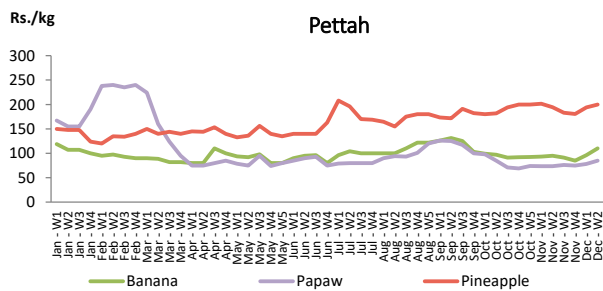 Rs./kg
Pettah
300
250
200
150
100
50
0
Jan - W1
Jan - W2
Jan - W3
Jan - W4
Feb - W1
Feb - W2
Feb - W3
Feb - W4
Mar - W1
Mar - W2
Mar - W3
Mar - W4
Apr - W1
Apr - W2
Apr - W3
Apr - W4
May - W1
May - W2
May - W3
May - W4
May - W5
Jun - W1
Jun - W2
Jun - W3
Jun - W4
Jul - W1
Jul - W2
Jul - W3
Jul - W4
Aug - W1
Aug - W2
Aug - W3
Aug - W4
Aug - W5
Sep - W1
Sep - W2
Sep - W3
Sep - W4
Oct - W1
Oct - W2
Oct - W3
Oct - W4
Nov - W1
Nov - W2
Nov - W3
Nov - W4
Dec - W1
Dec - W2
Banana
Papaw
Pineapple